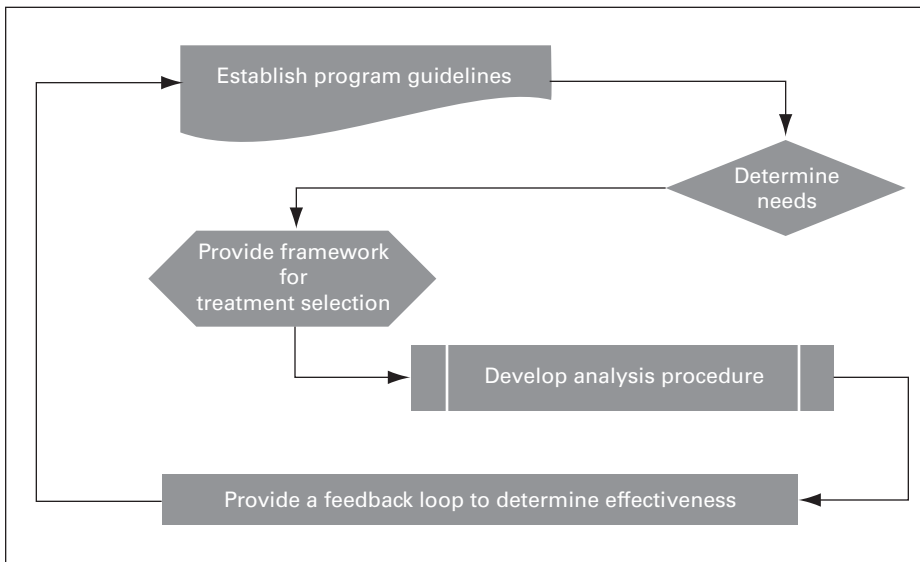 Establish program guidelines
Determine
needs
Provide framework
for
treatment selection
Develop analysis procedure
Provide a feedback loop to determine effectiveness